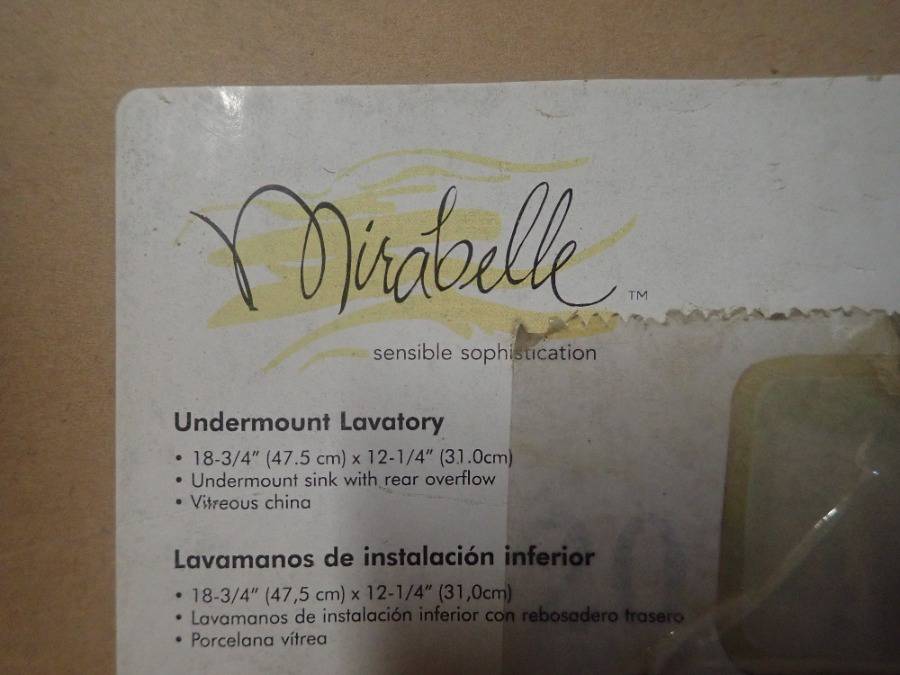 Mirabelle ™
sensible sophistication
Undermount Lavatory
• 18-3/4" (47.5 cm) x 12-1/4" (31.0cm)
• Undermount sink with rear overflow
• Vitreous china
Lavamanos de instalación inferior
• 18-3/4" (47,5 cm) x 12-1/4" (31,0cm)
• Lavamanos de instalación inferior con rebosadero trasero
• Porcelana vítrea